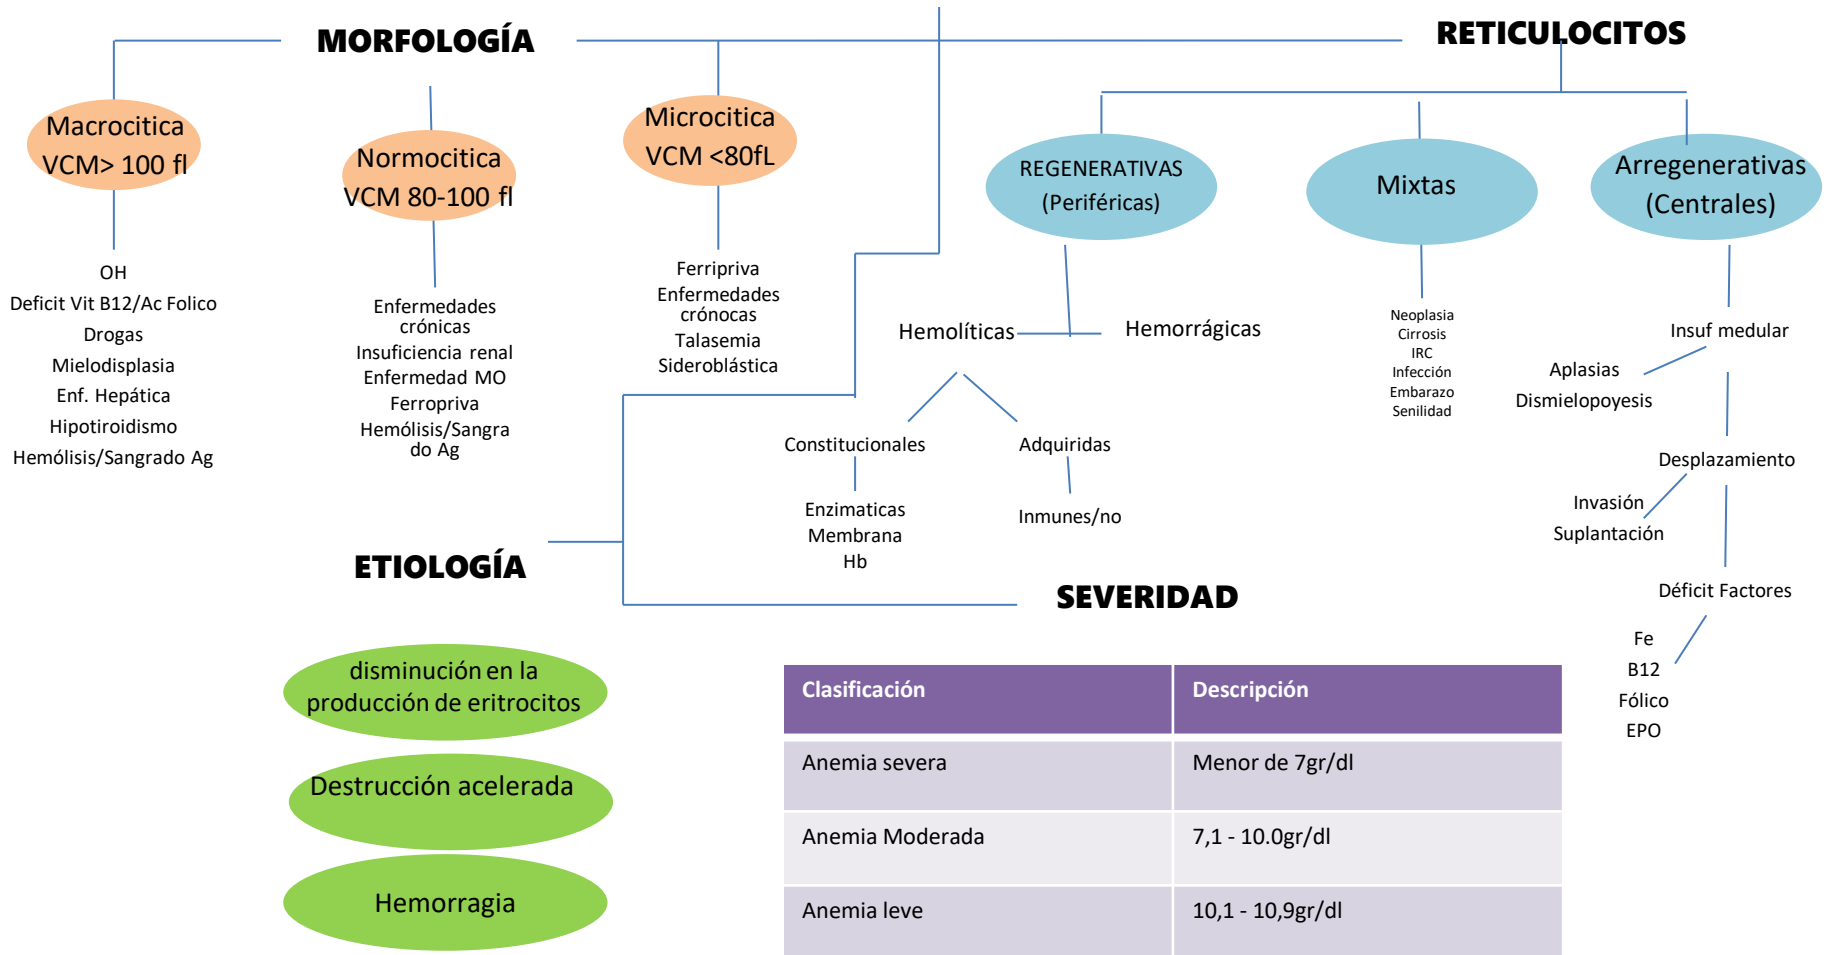 MORFOLOGÍA
Macrocitica
VCM> 100 fl
OH
Deficit Vit B12/Ac Folico
Drogas
Mielodisplasia
Enf. Hepática
Hipotiroidismo
Hemólisis/Sangrado Ag
Normocitica
VCM 80-100 fl
Enfermedades
crónicas
Insuficiencia renal
Enfermedad MO
Ferropriva
Hemólisis/Sangra
do Ag
Microcitica
VCM <80fL
Ferripriva
Enfermedades
crónocas
Talasemia
Sideroblástica
RETICULOCITOS
REGENERATIVAS
(Periféricas)
Hemolíticas
Hemorrágicas
Constitucionales
Enzimaticas
Membrana
Hb
Adquiridas
Inmunes/no
Mixtas
Neoplasia
Cirrosis
IRC
Infección
Embarazo
Senilidad
Arregenerativas
(Centrales)
Insuf medular
Aplasias
Dismielopoyesis
Desplazamiento
Invasión
Suplantación
Déficit Factores
Fe
B12
Fólico
EPO
ETIOLOGÍA
disminución en la
producción de eritrocitos
Destrucción acelerada
Hemorragia
SEVERIDAD
Clasificación Descripción
Anemia severa Menor de 7gr/dl
Anemia Moderada 7,1 - 10.0gr/dl
Anemia leve 10,1 - 10,9gr/dl